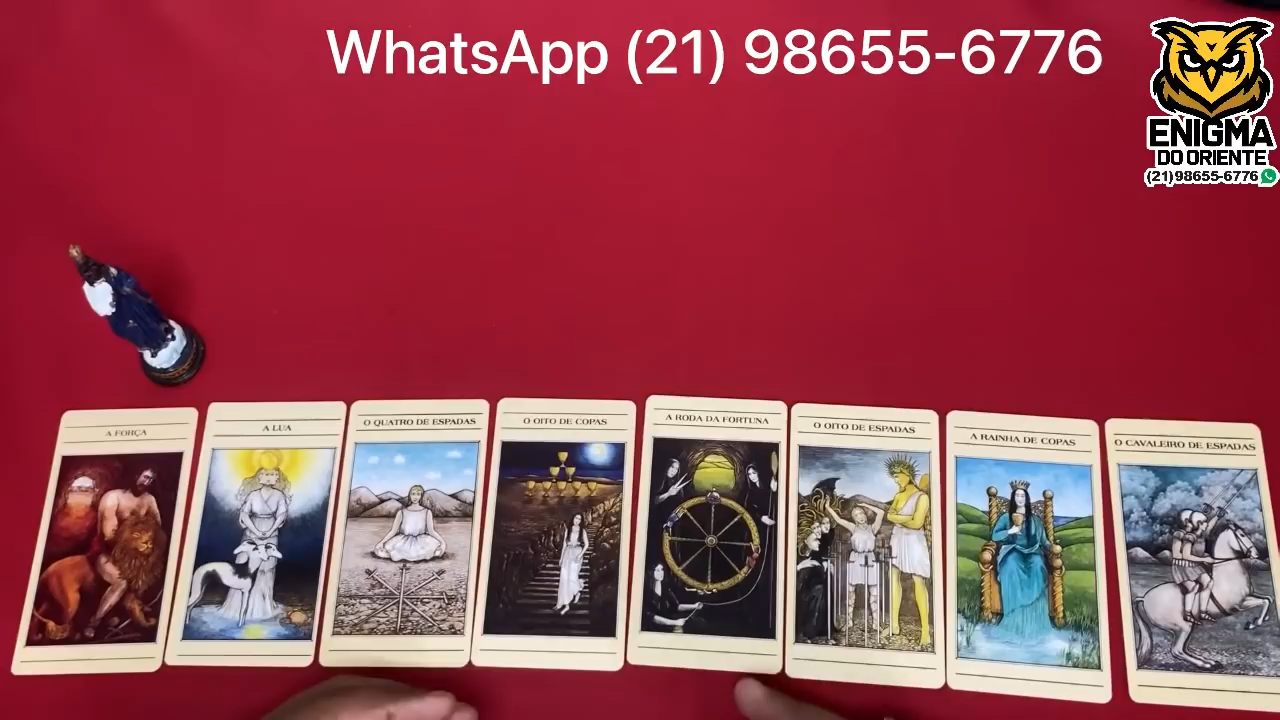 WhatsApp (21) 98655-6776
ENIGMA
DO ORIENTE
(21)98655-6776
A FORÇA
A LUA
O QUATRO DE ESPADAS
O OITO DE COPAS
A RODA DA FORTUNA
O OITO DE ESPADAS
A RAINHA DE COPAS
O CAVALEIRO DE ESPADAS